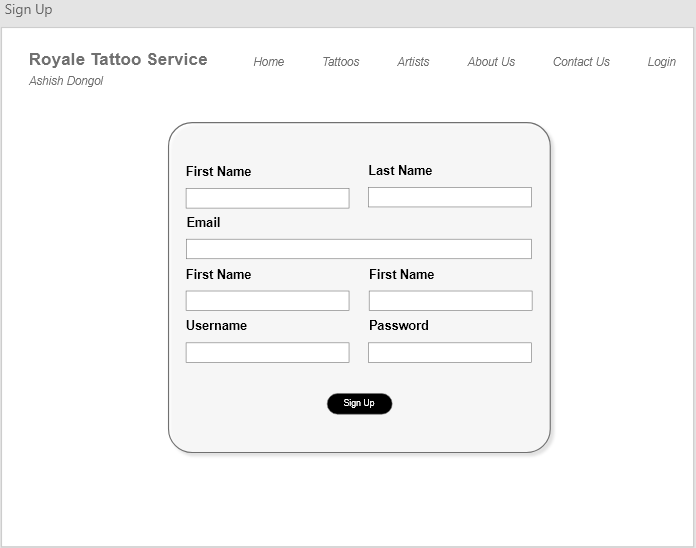 Sign Up
Royale Tattoo Service
Ashish Dongol
Home Tattoos Artists About Us Contact Us Login
First Name Last Name
Email
First Name First Name
Username Password
Sign Up